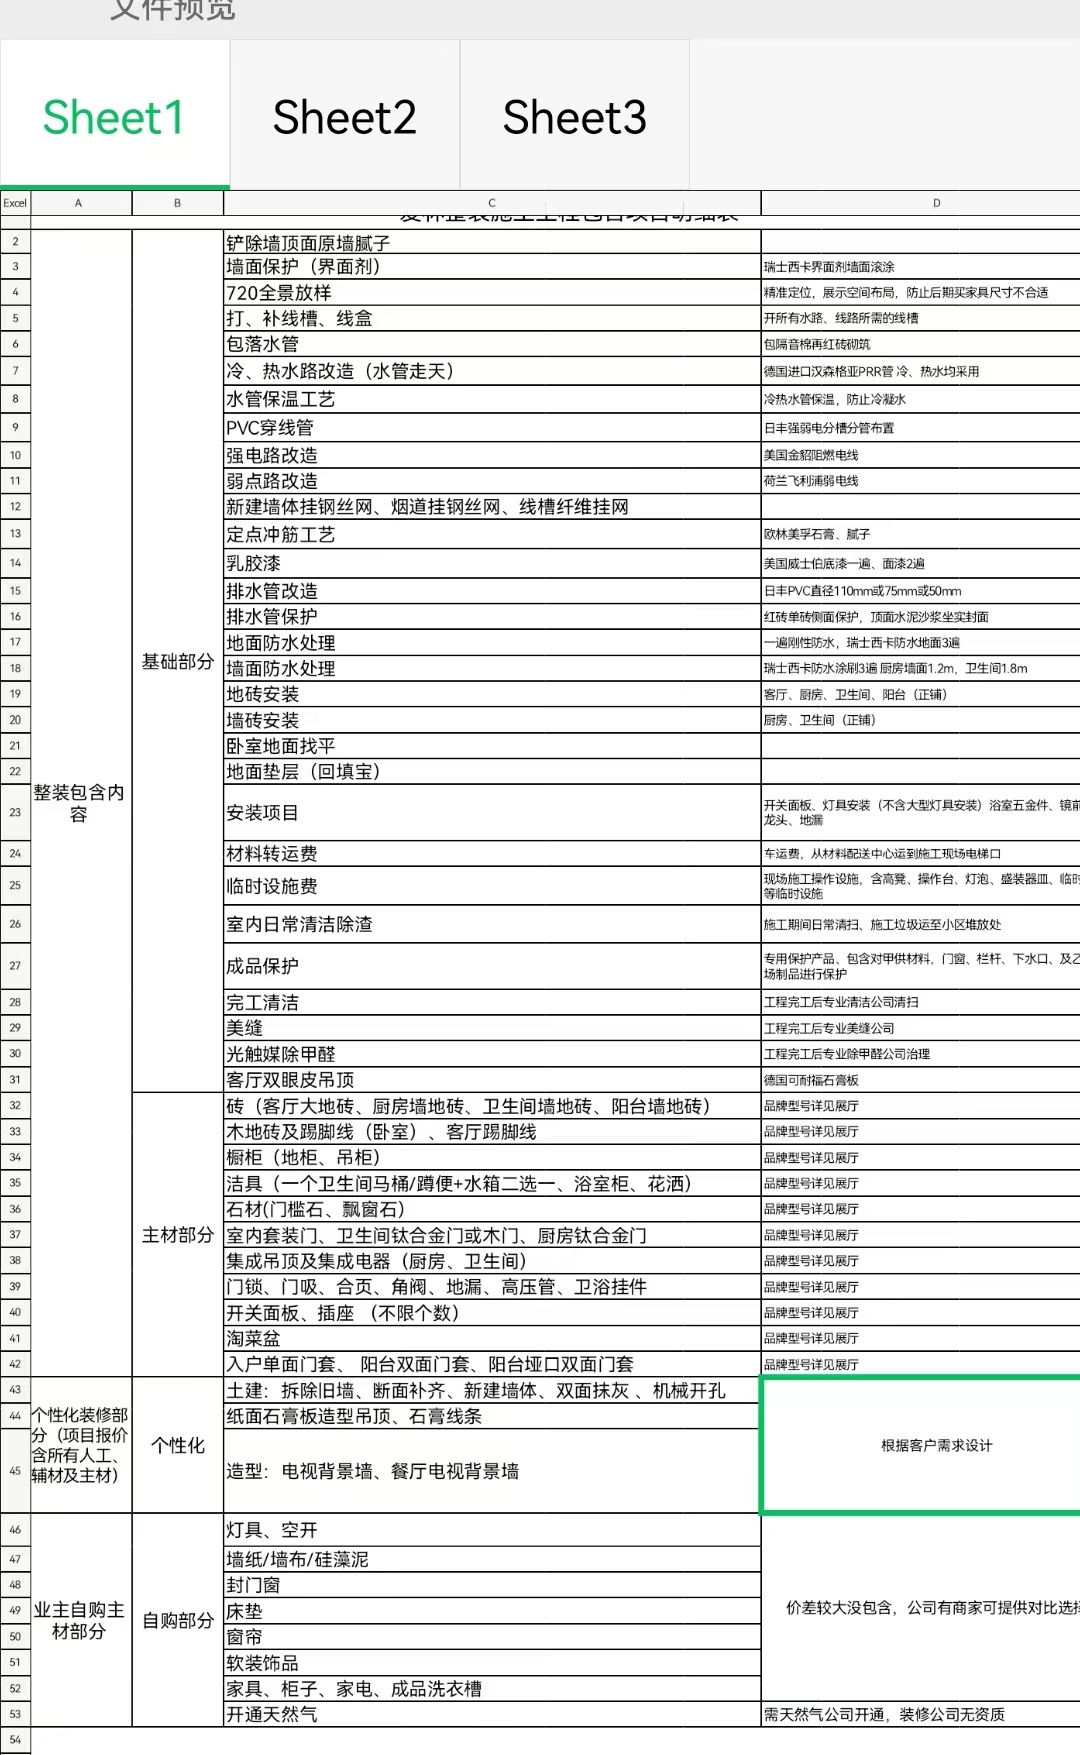 文件预览
Sheet1 Sheet2 Sheet3
Excel A B C D
夏林整装施工工程包含项目明细表
2 铲除墙顶面原墙腻子
3 墙面保护（界面剂） 瑞士西卡界面剂墙面滚涂
4 720全景放样 精准定位，展示空间布局，防止后期买家具尺寸不合适
5 打、补线槽、线盒 开所有水路、线路所需的线槽
6 包落水管 包隔音棉再红砖砌筑
7 冷、热水路改造（水管走天） 德国进口汉森格亚PRR管 冷、热水均采用
8 水管保温工艺 冷热水管保温，防止冷凝水
9 PVC穿线管 日丰强弱电分槽分管布置
10 强电路改造 美国金貂阻燃电线
11 弱点路改造 荷兰飞利浦弱电线
12 新建墙体挂钢丝网、烟道挂钢丝网、线槽纤维挂网
13 定点冲筋工艺 欧林美孚石膏、腻子
14 乳胶漆 美国威士伯底漆一遍、面漆2遍
15 排水管改造 日丰PVC直径110mm或75mm或50mm
16 排水管保护 红砖单砖侧面保护，顶面水泥沙浆坐实封面
17 地面防水处理 一遍刚性防水，瑞士西卡防水地面3遍
基础部分
18 墙面防水处理 瑞士西卡防水涂刷3遍 厨房墙面1.2m，卫生间1.8m
19 地砖安装 客厅、厨房、卫生间、阳台（正铺）
20 墙砖安装 厨房、卫生间（正铺）
21 卧室地面找平
22 地面垫层（回填宝）
整装包含内
容
23 安装项目 开关面板、灯具安装（不含大型灯具安装）浴室五金件、镜前
龙头、地漏
24 材料转运费 车运费，从材料配送中心运到施工现场电梯口
25 临时设施费 现场施工操作设施，含高凳、操作台、灯泡、盛装器皿、临时
等临时设施
26 室内日常清洁除渣 施工期间日常清扫、施工垃圾运至小区堆放处
27 成品保护 专用保护产品、包含对甲供材料，门窗、栏杆、下水口、及乙
场制品进行保护
28 完工清洁 工程完工后专业清洁公司清扫
29 美缝 工程完工后专业美缝公司
30 光触媒除甲醛 工程完工后专业除甲醛公司治理
31 客厅双眼皮吊顶 德国可耐福石膏板
32 砖（客厅大地砖、厨房墙地砖、卫生间墙地砖、阳台墙地砖） 品牌型号详见展厅
33 木地砖及踢脚线（卧室）、客厅踢脚线 品牌型号详见展厅
34 橱柜（地柜、吊柜） 品牌型号详见展厅
35 洁具（一个卫生间马桶/蹲便+水箱二选一、浴室柜、花洒） 品牌型号详见展厅
36 石材(门槛石、飘窗石） 品牌型号详见展厅
37 主材部分 室内套装门、卫生间钛合金门或木门、厨房钛合金门 品牌型号详见展厅
38 集成吊顶及集成电器（厨房、卫生间） 品牌型号详见展厅
39 门锁、门吸、合页、角阀、地漏、高压管、卫浴挂件 品牌型号详见展厅
40 开关面板、插座 （不限个数） 品牌型号详见展厅
41 淘菜盆 品牌型号详见展厅
42 入户单面门套、 阳台双面门套、阳台垭口双面门套 品牌型号详见展厅
43 土建：拆除旧墙、断面补齐、新建墙体、双面抹灰 、机械开孔
44 纸面石膏板造型吊顶、石膏线条
个性化装修部
分（项目报价
含所有人工、
辅材及主材）
个性化
根据客户需求设计
45 造型：电视背景墙、餐厅电视背景墙
46 灯具、空开
47 墙纸/墙布/硅藻泥
48 封门窗
49 床垫
业主自购主
材部分
自购部分
价差较大没包含，公司有商家可提供对比选择
50 窗帘
51 软装饰品
52 家具、柜子、家电、成品洗衣槽
53 开通天然气 需天然气公司开通，装修公司无资质
54